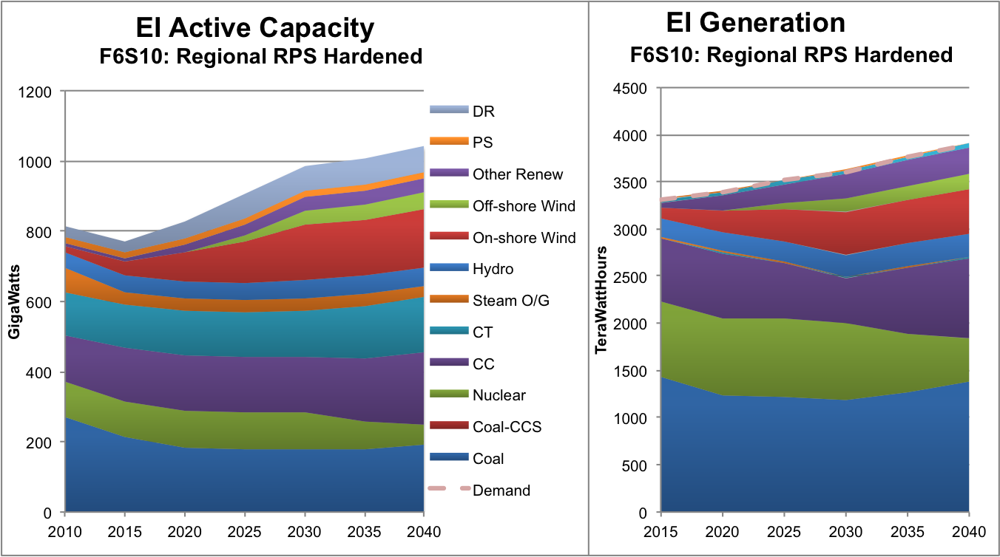 EI Active Capacity
F6S10: Regional RPS Hardened
GigaWatts
1200
1000
800
600
400
200
0
2010 2015 2020 2025 2030 2035 2040
DR
PS
Other Renew
Off-shore Wind
On-shore Wind
Hydro
Steam O/G
CT
CC
Nuclear
Coal-CCS
Coal
Demand
EI Generation
F6S10: Regional RPS Hardened
TeraWattHours
4500
4000
3500
3000
2500
2000
1500
1000
500
0
2015 2020 2025 2030 2035 2040